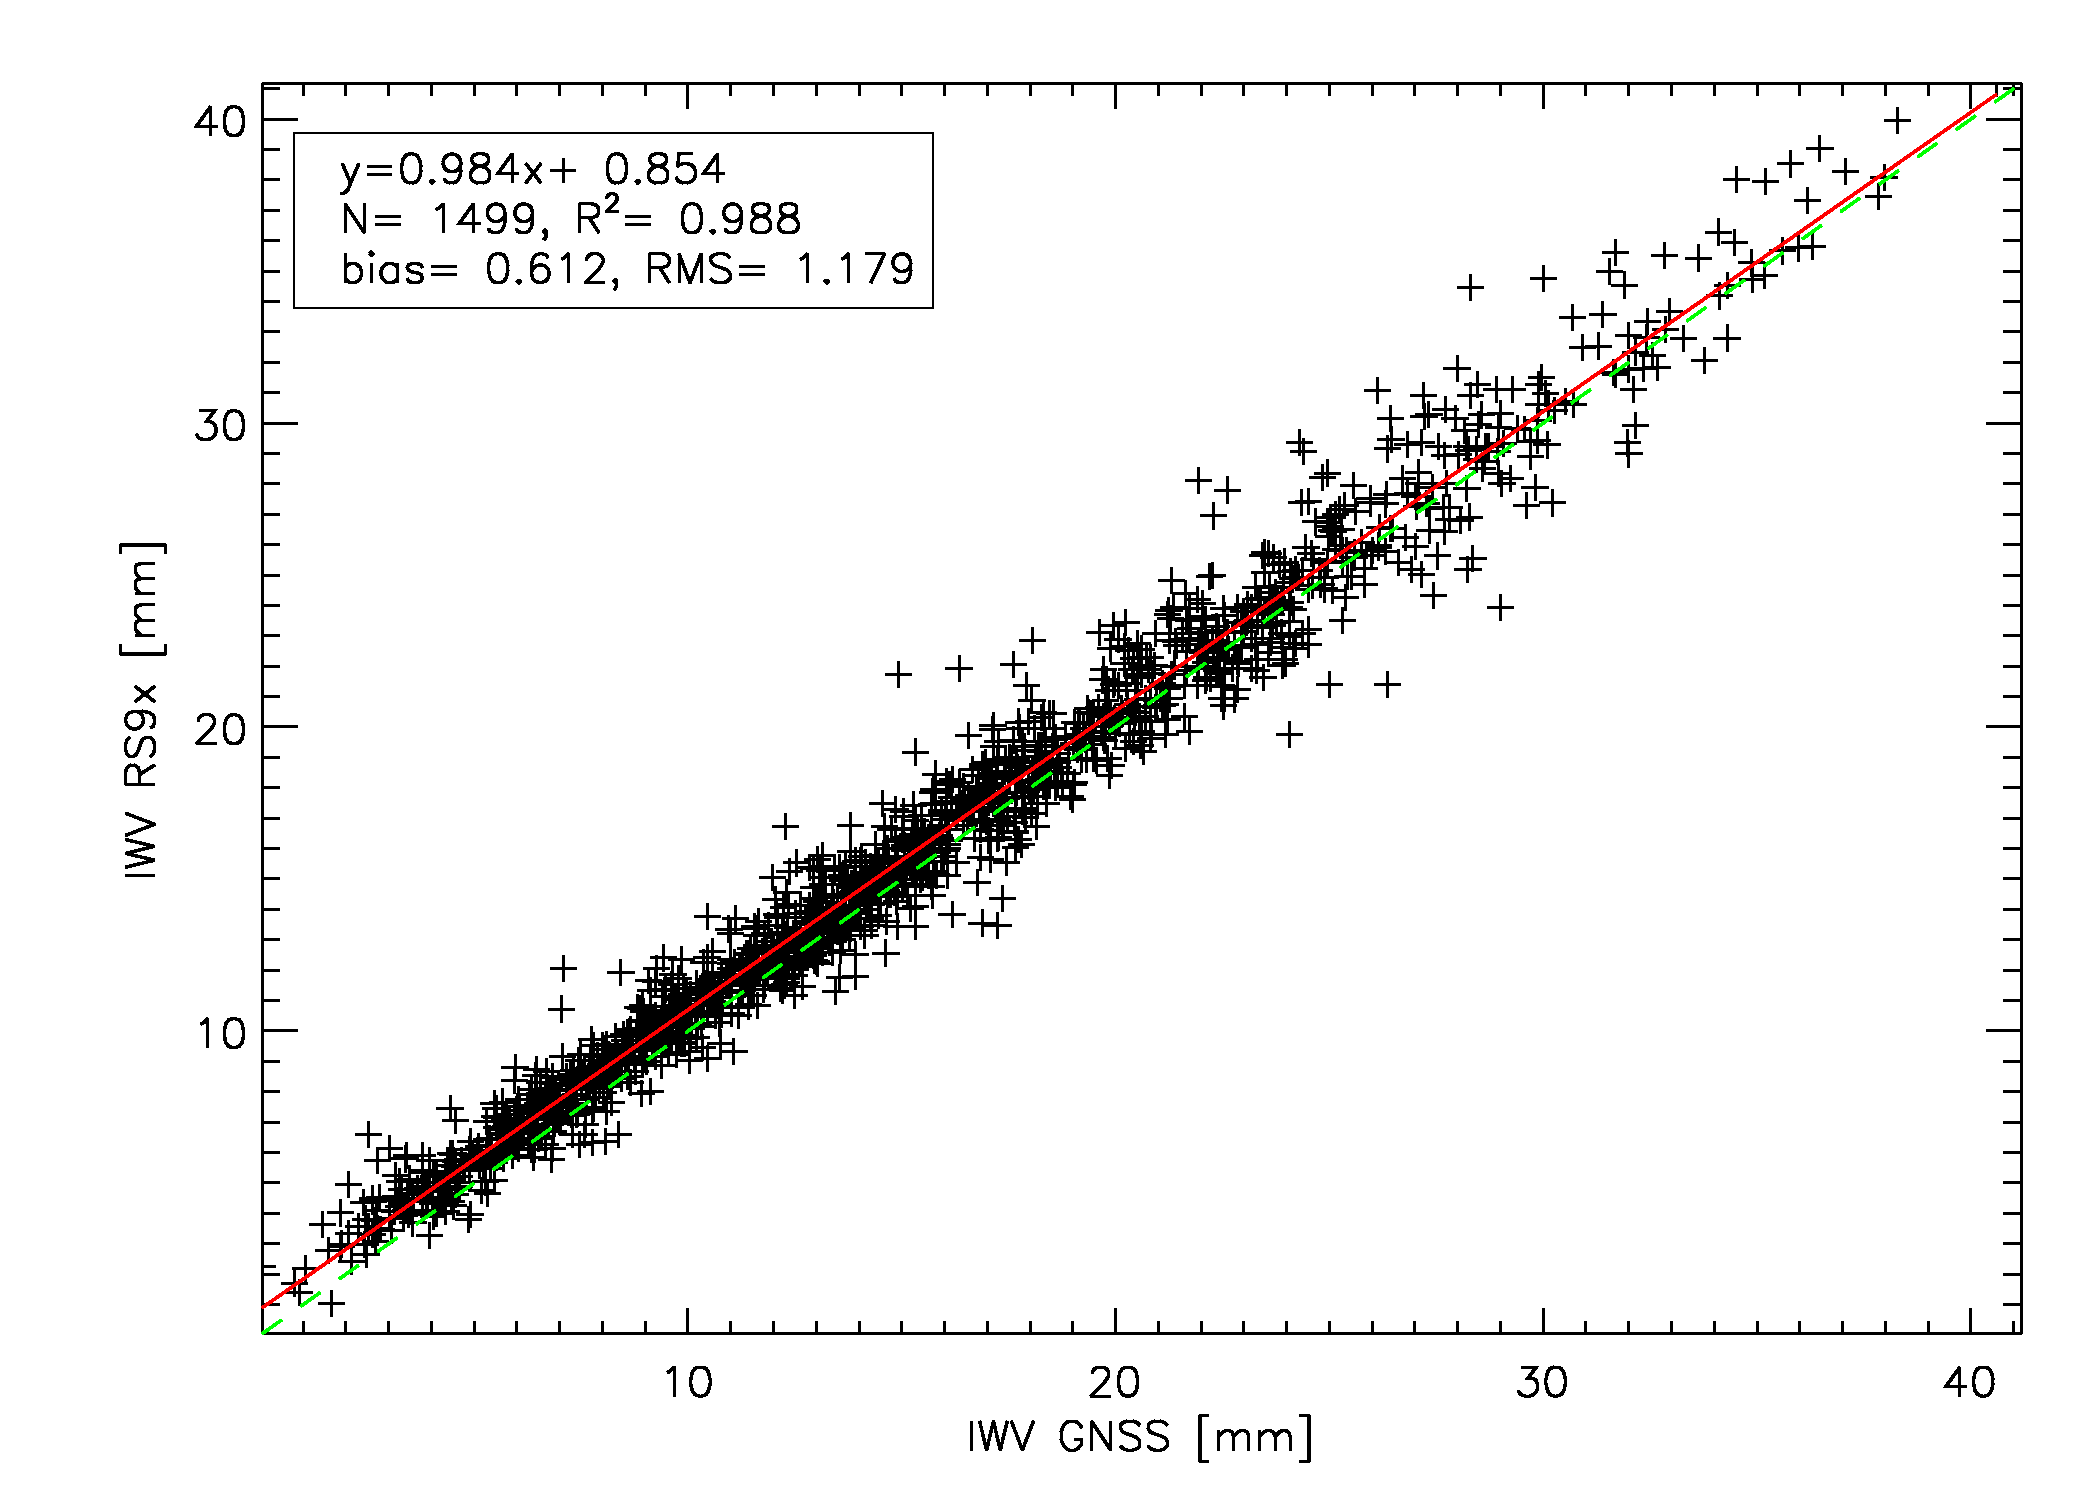 40
y=0.984x+ 0.854
N= 1499, R²= 0.988
bias= 0.612, RMS= 1.179
30
20
10
IWV RS9x [mm]
10 20 30 40
IWV GNSS [mm]